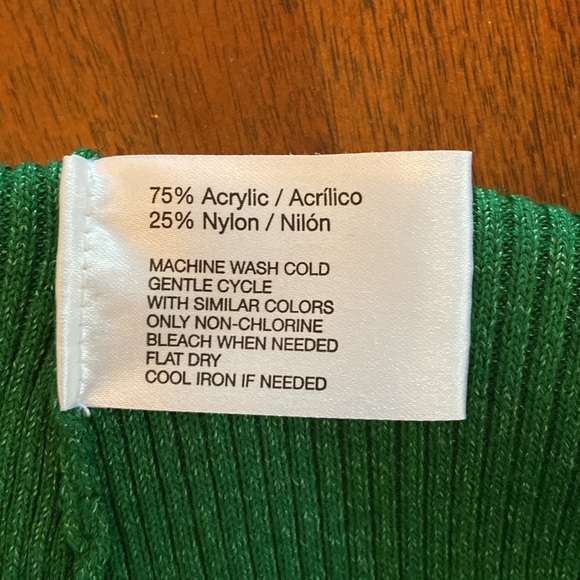 75% Acrylic / Acrílico
25% Nylon / Nilón
MACHINE WASH COLD
GENTLE CYCLE
WITH SIMILAR COLORS
ONLY NON-CHLORINE
BLEACH WHEN NEEDED
FLAT DRY
COOL IRON IF NEEDED